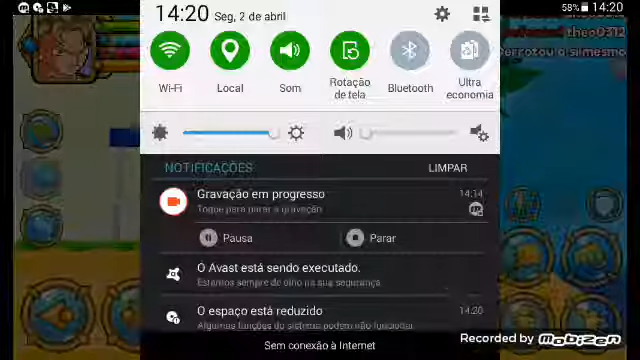 14:20 Seg, 2 de abril
58% 14:20
theo0312
Derrotou o silmesmo
Wi-Fi
Local
Som
Rotação de tela
Bluetooth
Ultra economia
NOTIFICAÇÕES
LIMPAR
Gravação em progresso
14:14
Toque para parar a gravação
Pausa
Parar
O Avast está sendo executado.
Estamos sempre de olho na sua segurança
O espaço está reduzido
14:20
Algumas funções do sistema podem não funcionar
Sem conexão à Internet
Recorded by MOBIZEN